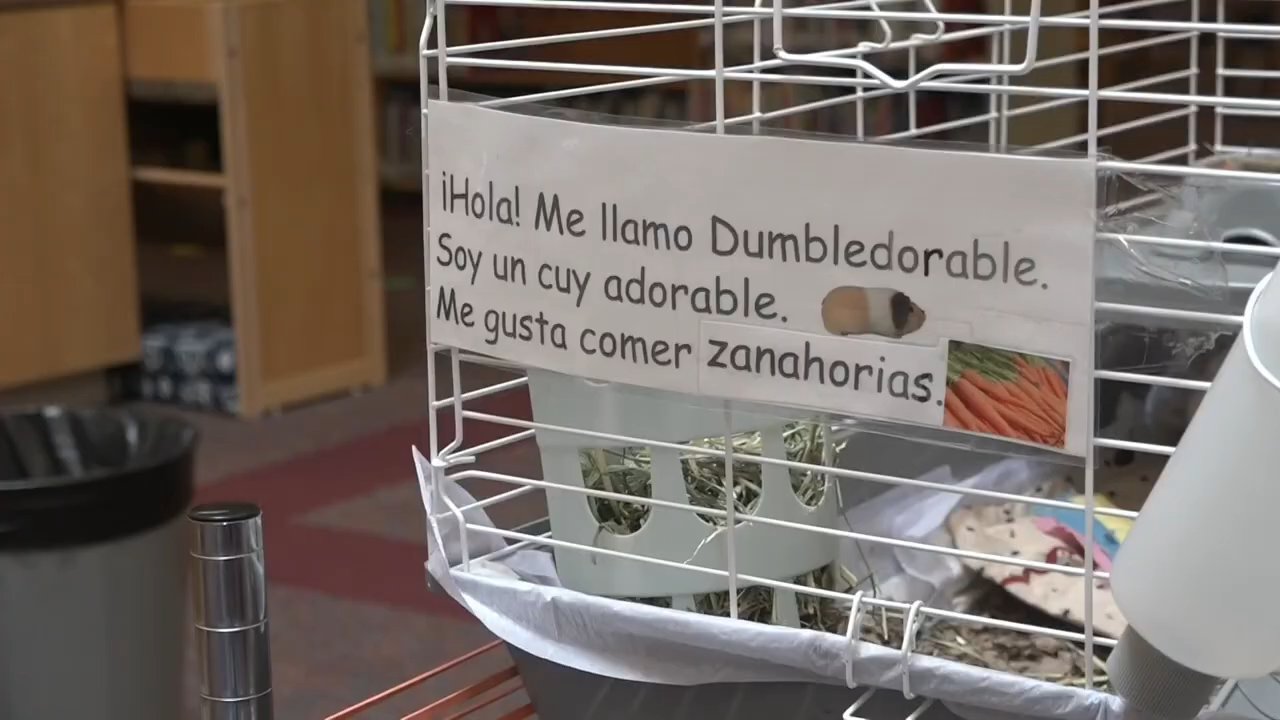 ¡Hola! Me llamo Dumbledorable.
Soy un cuy adorable.
Me gusta comer zanahorias.